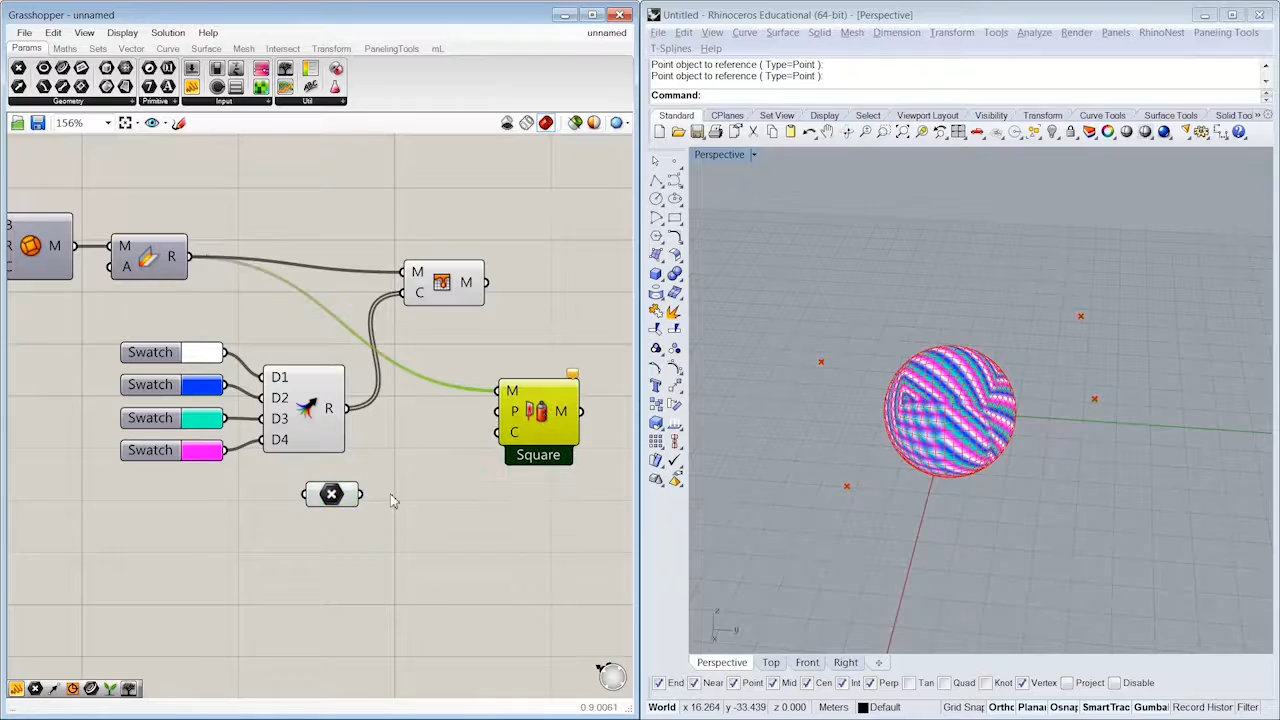 Grasshopper - unnamed
File Edit View Display Solution Help
unnamed
Params Maths Sets Vector Curve Surface Mesh Intersect Transform PanelingTools mL
Geometry Primitive Input Util
156%
B
R M
C
M R
A
M M
C
Swatch
Swatch
Swatch
Swatch
D1
D2
D3
D4
R
M
P M
C
Square
0.9.0061
Untitled - Rhinoceros Educational (64-bit) - [Perspective]
File Edit View Curve Surface Solid Mesh Dimension Transform Tools Analyze Render Panels RhinoNest Paneling Tools
T-Splines Help
Point object to reference ( Type=Point ):
Point object to reference ( Type=Point ):
Command:
Standard CPlanes Set View Display Select Viewport Layout Visibility Transform Curve Tools Surface Tools Solid Too
Perspective
z
y
x
Perspective Top Front Right
End Near Point Mid Cen Int Perp Tan Quad Knot Vertex Project Disable
World x 16.264 y -33.439 z 0.000 Meters Default Grid Snap Ortho Planar Osnap SmartTrac Gumba Record History Filter